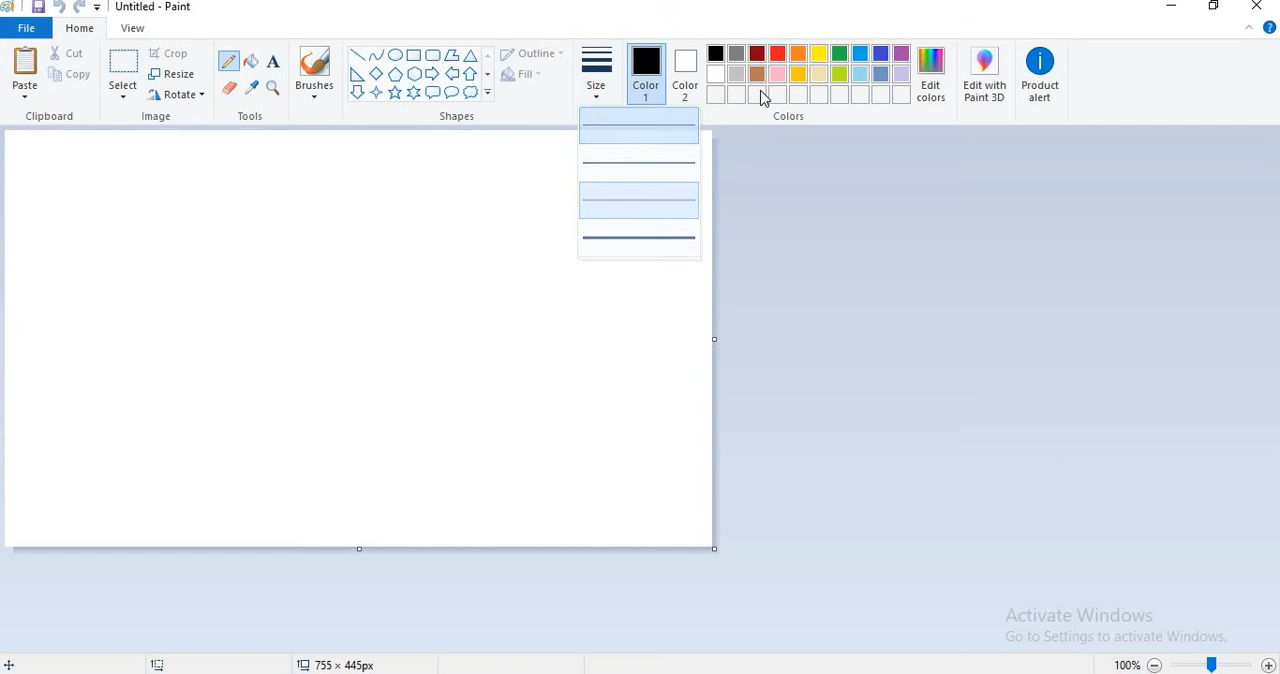 Untitled - Paint
File Home View
Paste Cut Copy Clipboard
Select Crop Resize Rotate Image
A Tools
Brushes
Outline Fill Shapes
Size
Color 1
Color 2
Edit colors
Colors
Edit with Paint 3D
Product alert
Activate Windows
Go to Settings to activate Windows.
755 × 445px
100%